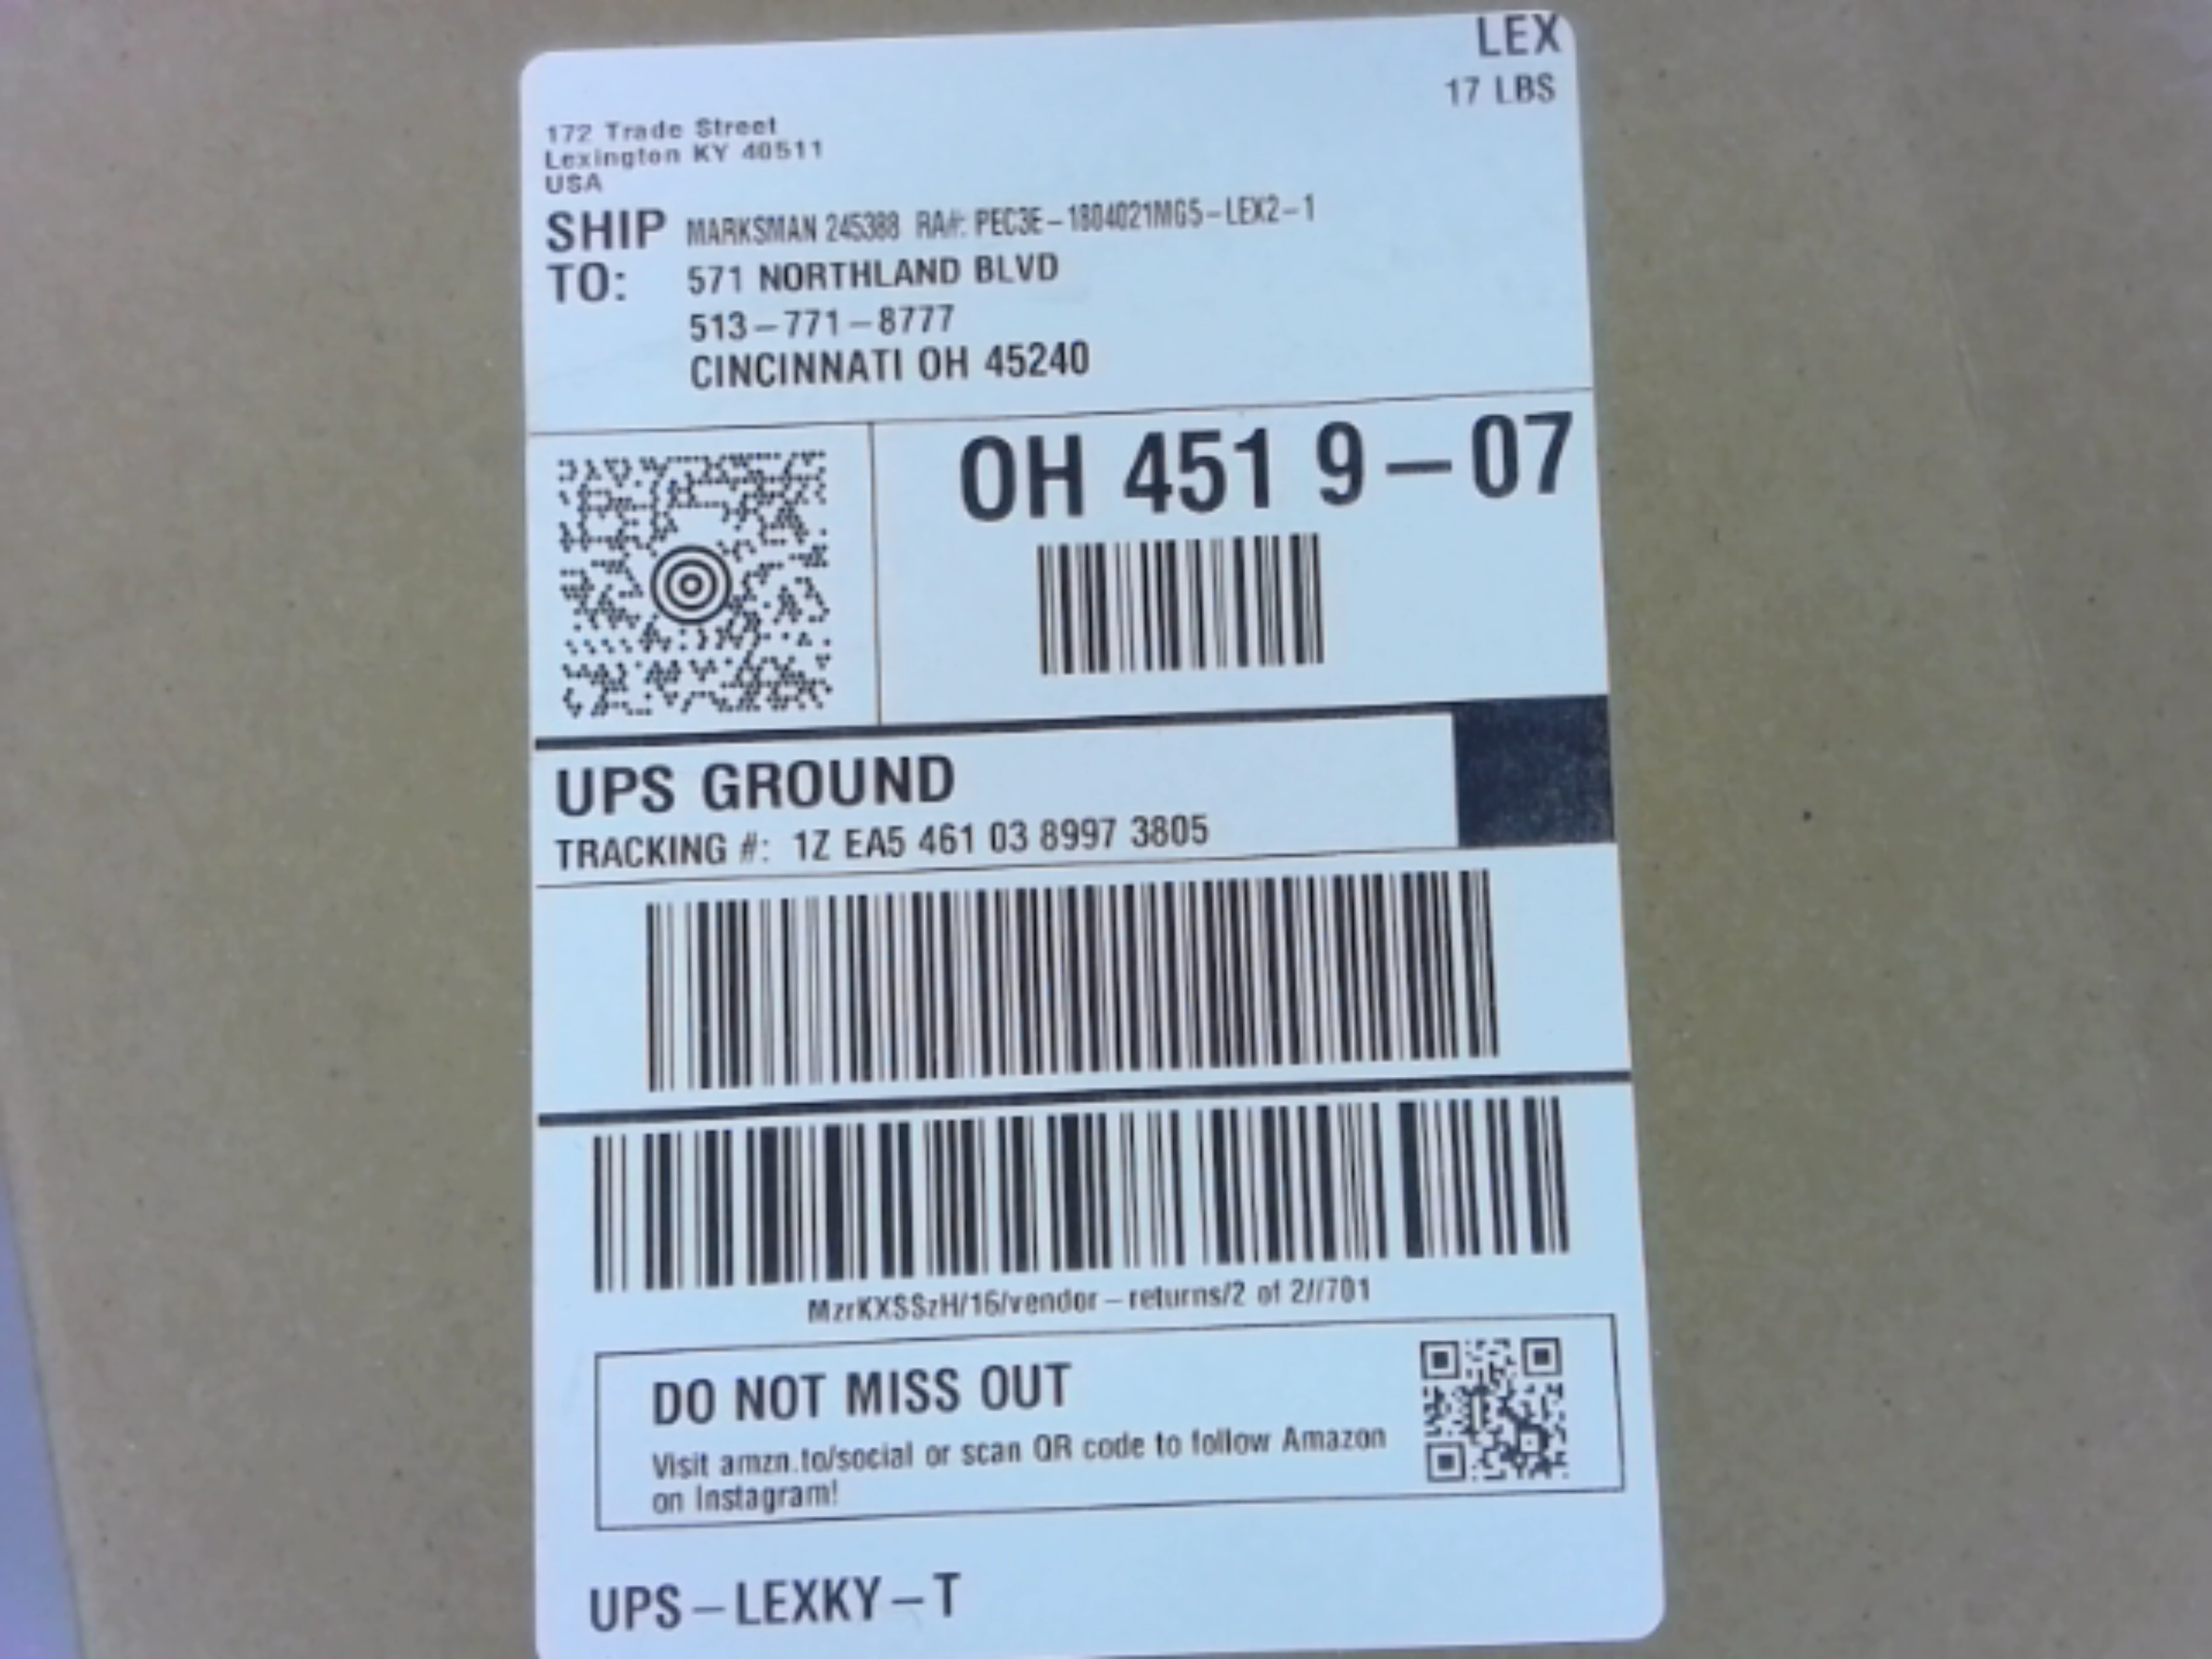 LEX
17 LBS
172 Trade Street
Lexington KY 40511
USA
SHIP TO: MARKSMAN 245388 RA#: PEC3E-1804021MG5-LEX2-1
571 NORTHLAND BLVD
513-771-8777
CINCINNATI OH 45240
OH 451 9-07
UPS GROUND
TRACKING #: 1Z EA5 461 03 8997 3805
MzrKXSSzH/16/vendor-returns/2 of 2//701
DO NOT MISS OUT
Visit amzn.to/social or scan QR code to follow Amazon
on Instagram!
UPS-LEXKY-T